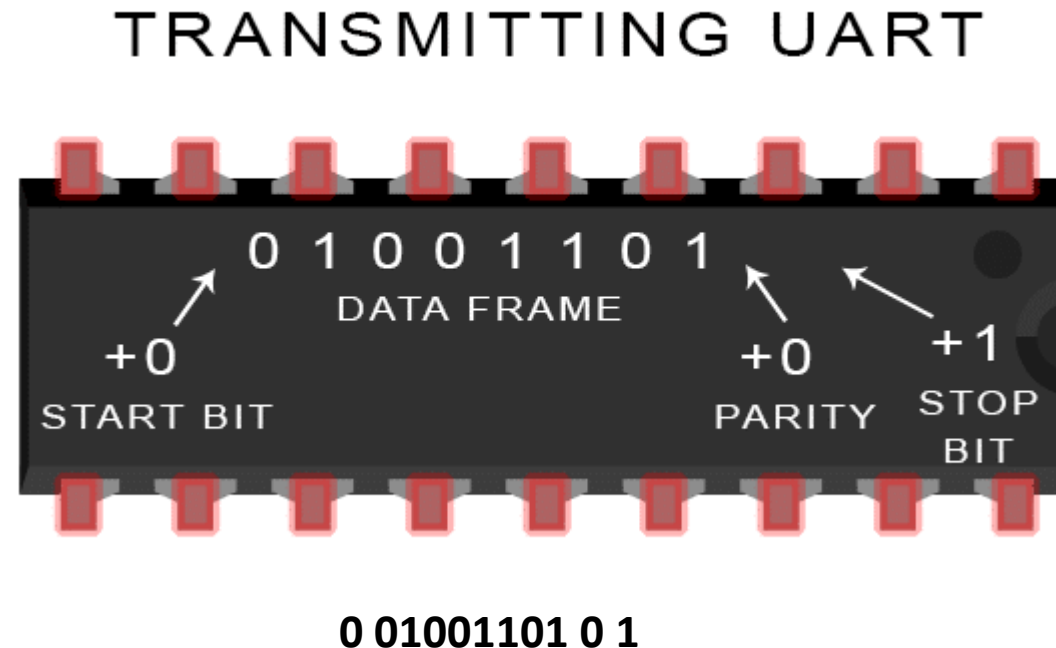 TRANSMITTING UART
0 1 0 0 1 1 0 1
DATA FRAME
+0
START BIT
+0
PARITY
+1
STOP
BIT
0 01001101 0 1